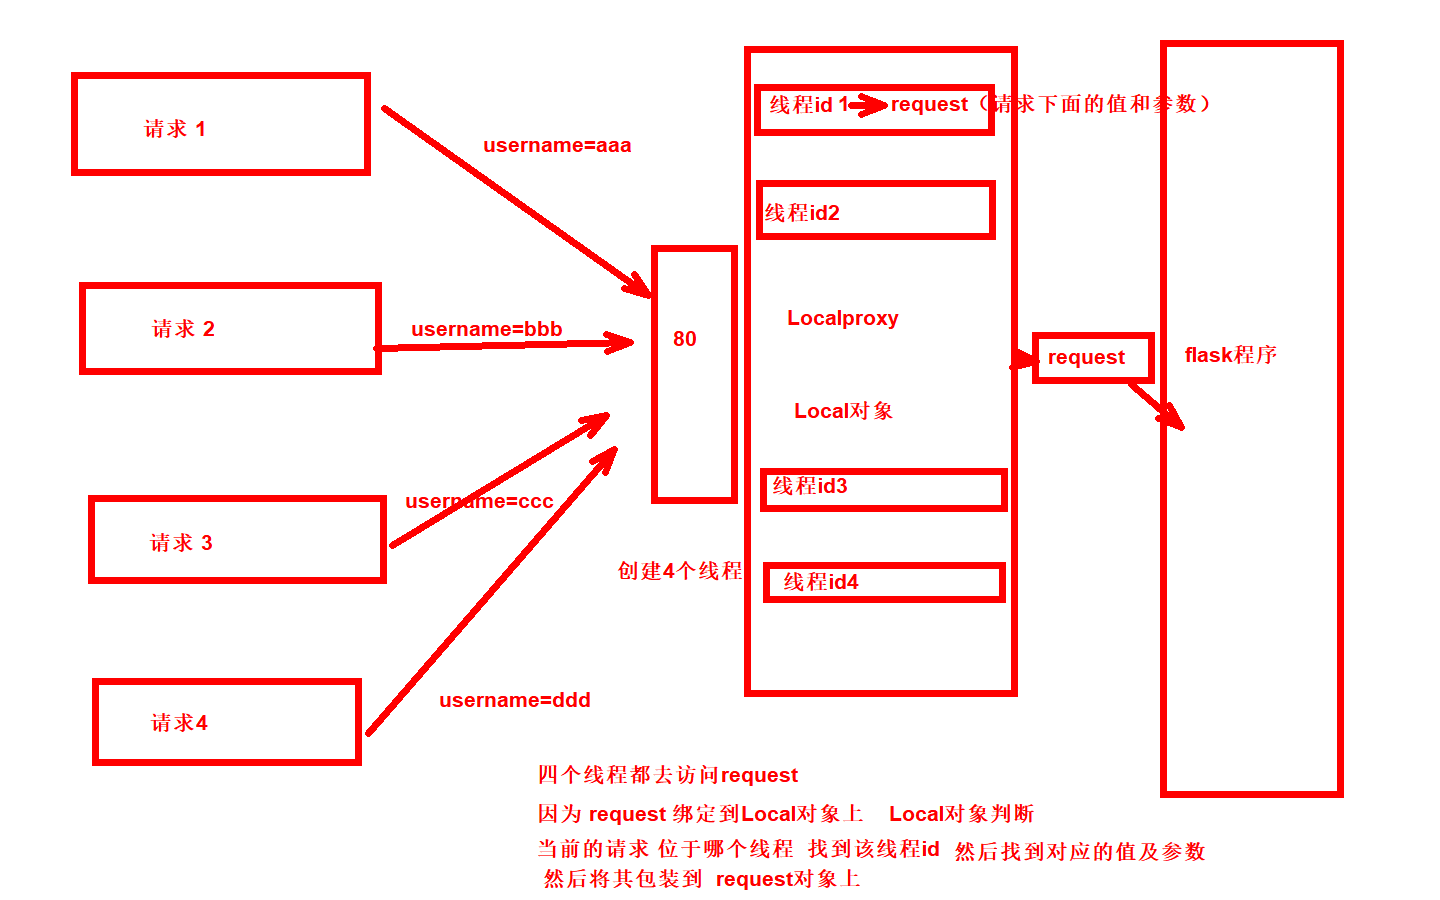 请求 1
username=aaa
线程id 1
request（请求下面的值和参数）
线程id2
请求 2
username=bbb
80
Localproxy
request
flask程序
Local对象
请求 3
username=ccc
线程id3
创建4个线程
线程id4
请求4
username=ddd
四个线程都去访问request
因为 request 绑定到Local对象上 Local对象判断
当前的请求 位于哪个线程 找到该线程id 然后找到对应的值及参数
然后将其包装到 request对象上